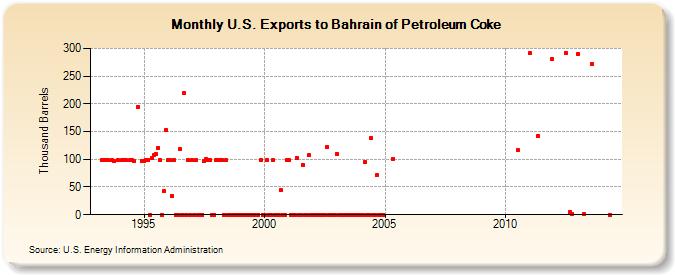 Monthly U.S. Exports to Bahrain of Petroleum Coke
Thousand Barrels
300
250
200
150
100
50
0
1995 2000 2005 2010
Source: U.S. Energy Information Administration